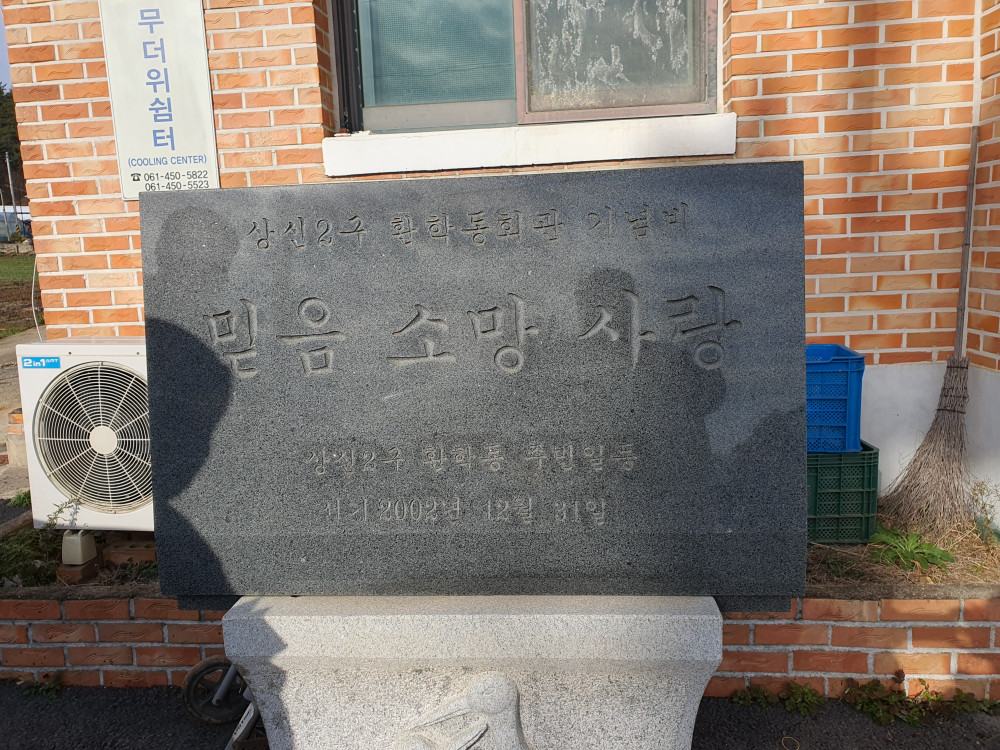 무더위쉼터
(COOLING CENTER)
☎ 061-450-5822
061-450-5523
2in1
상신2구 환학동회관 기념비
믿음 소망 사랑
상신2구 환학동 주민일동
서기 2002년 12월 31일